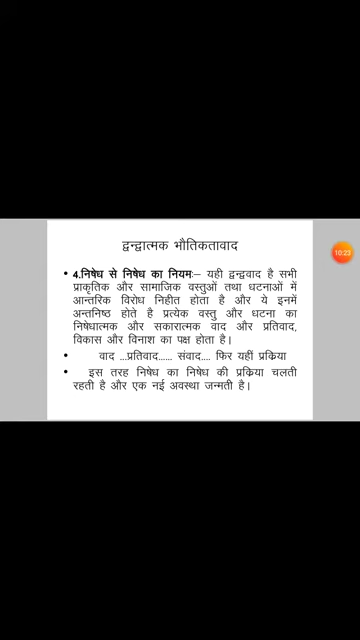 द्वन्द्वात्मक भौतिकतावाद
• 4.निषेध से निषेध का नियमः– यही द्वन्द्ववाद है सभी
प्राकृतिक और सामाजिक वस्तुओं तथा धटनाओं में
आन्तरिक विरोध निहीत होता है और ये इनमें
अन्तनिष्ठ होते है प्रत्येक वस्तु और धटना का
निषेधात्मक और सकारात्मक वाद और प्रतिवाद,
विकास और विनाश का पक्ष होता है।
• वाद ...प्रतिवाद...... संवाद.... फिर यहीं प्रकिया
• इस तरह निषेध का निषेध की प्रकिया चलती
रहती है और एक नई अवस्था जन्मती है।
10:23